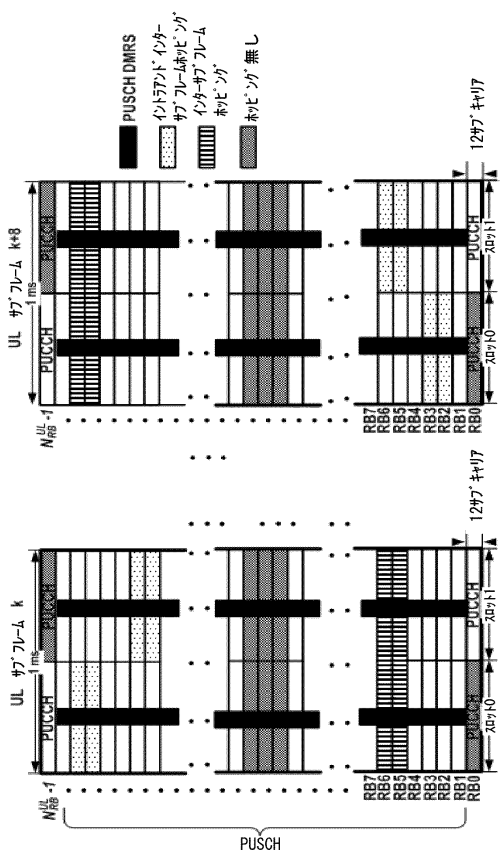 PUSCH DMRS
イントラアンドインター
サブフレームホッピング
インターサブフレーム
ホッピング
ホッピング無し
UL サブフレーム k+8
1 ms
PUCCH
PUCCH
N_RB^UL -1
RB7
RB6
RB5
RB4
RB3
RB2
RB1
RB0
PUCCH
PUCCH
スロット0
スロット1
12サブキャリア
UL サブフレーム k
1 ms
PUCCH
PUCCH
N_RB^UL -1
RB7
RB6
RB5
RB4
RB3
RB2
RB1
RB0
PUCCH
PUCCH
スロット0
スロット1
12サブキャリア
PUSCH